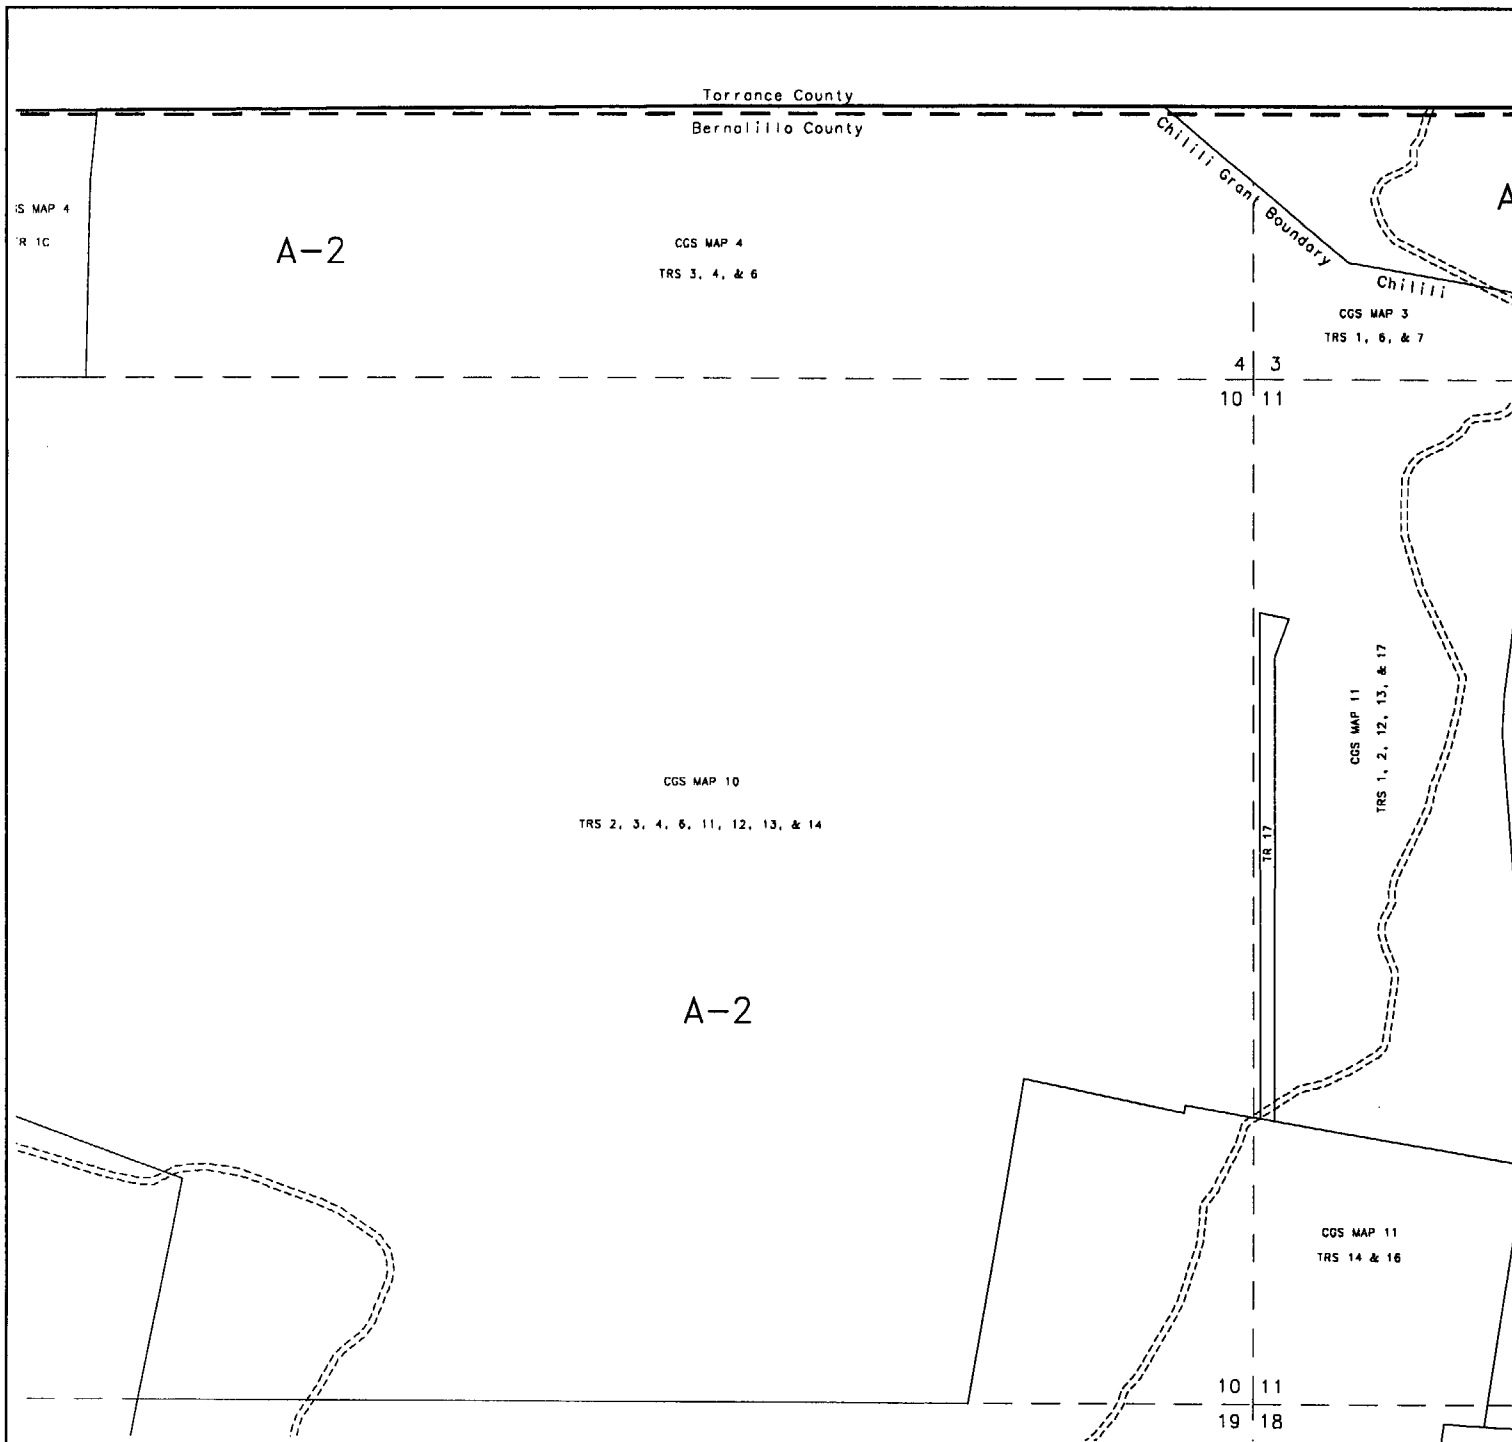 Torrance County
Bernalillo County
Chilili Grant Boundary
Chilili
S MAP 4
R 1C
A-2
CGS MAP 4
TRS 3, 4, & 6
A
CGS MAP 3
TRS 1, 6, & 7
4 3
10 11
CGS MAP 11
TRS 1, 2, 12, 13, & 17
TR 17
CGS MAP 10
TRS 2, 3, 4, 6, 11, 12, 13, & 14
A-2
CGS MAP 11
TRS 14 & 16
10 11
19 18